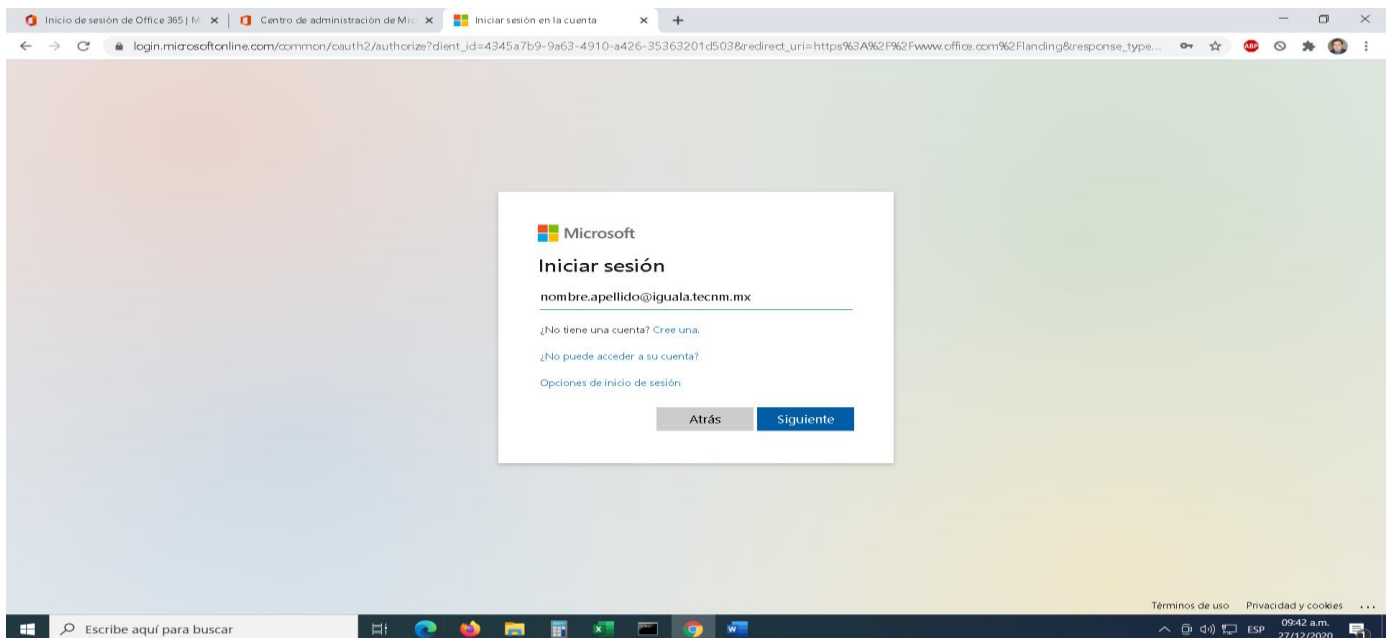 Inicio de sesión de Office 365 | M
Centro de administración de Mic
Iniciar sesión en la cuenta
login.microsoftonline.com/common/oauth2/authorize?client_id=4345a7b9-9a63-4910-a426-35363201d503&redirect_uri=https%3A%2F%2Fwww.office.com%2Flanding&response_type...
ABP
Microsoft
Iniciar sesión
nombre.apellido@iguala.tecnm.mx
¿No tiene una cuenta? Cree una.
¿No puede acceder a su cuenta?
Opciones de inicio de sesión
Atrás
Siguiente
Términos de uso Privacidad y cookies ...
Escribe aquí para buscar
ESP
09:42 a.m.
27/12/2020